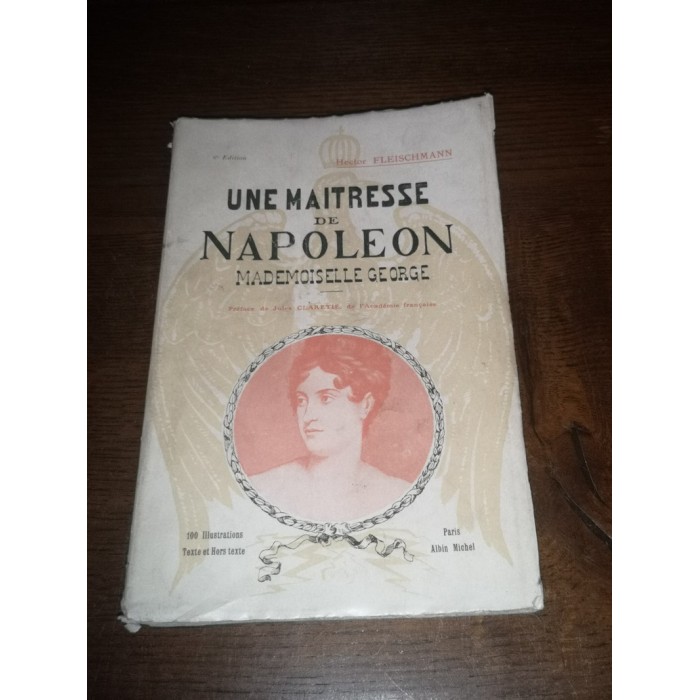 Edition
Hector FLEISCHMANN
UNE MAITRESSE
DE
NAPOLEON
MADEMOISELLE GEORGE
Préface de Jules CLARETIE, de l'Académie française
100 Illustrations
Texte et Hors texte
Paris
Albin Michel